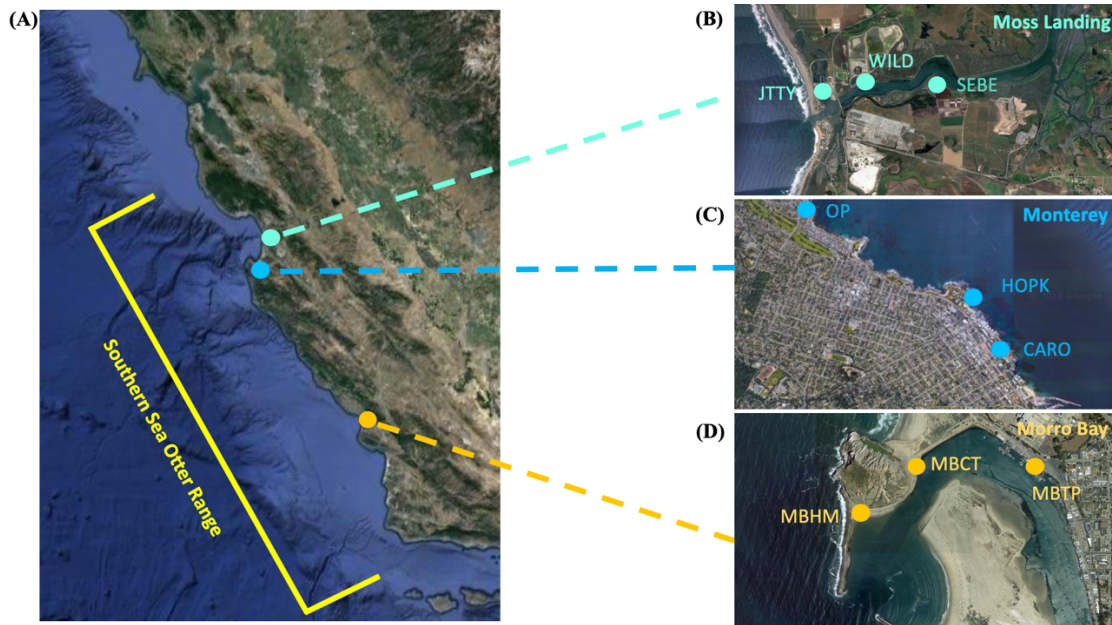 (A)
Southern Sea Otter Range
(B)
Moss Landing
WILD
JTTY
SEBE
(C)
Monterey
OP
HOPK
CARO
(D)
Morro Bay
MBCT
MBTP
MBHM